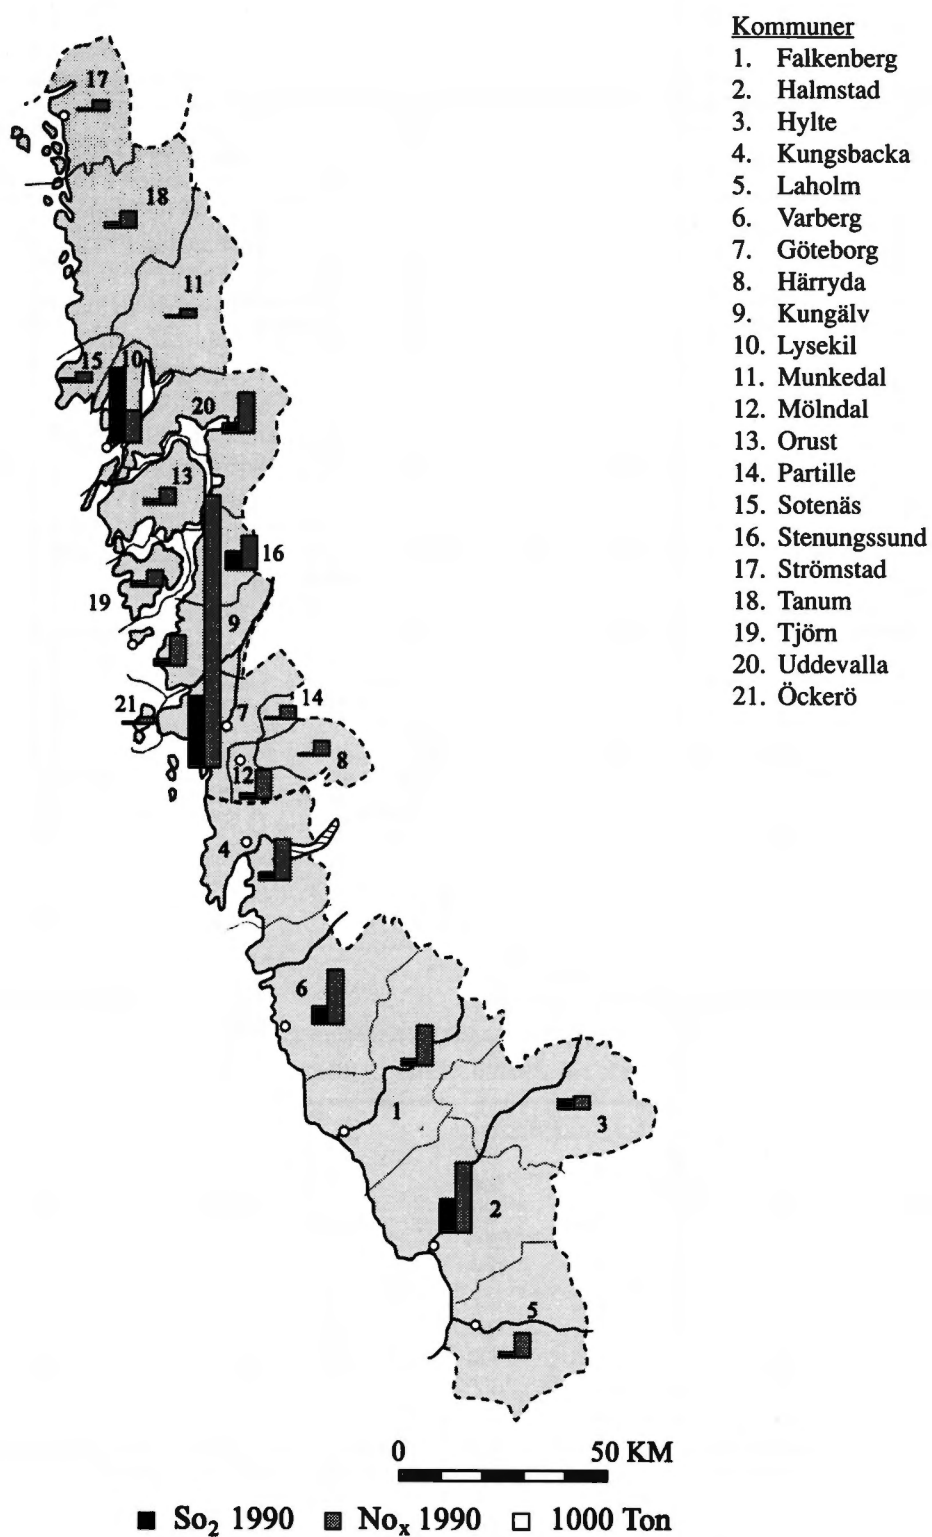 Kommuner
1. Falkenberg
2. Halmstad
3. Hylte
4. Kungsbacka
5. Laholm
6. Varberg
7. Göteborg
8. Härryda
9. Kungälv
10. Lysekil
11. Munkedal
12. Mölndal
13. Orust
14. Partille
15. Sotenäs
16. Stenungssund
17. Strömstad
18. Tanum
19. Tjörn
20. Uddevalla
21. Öckerö
17
18
11
15
10
20
13
16
19
9
21
7
14
12
8
4
6
1
3
2
5
0 50 KM
So2 1990 Nox 1990 1000 Ton